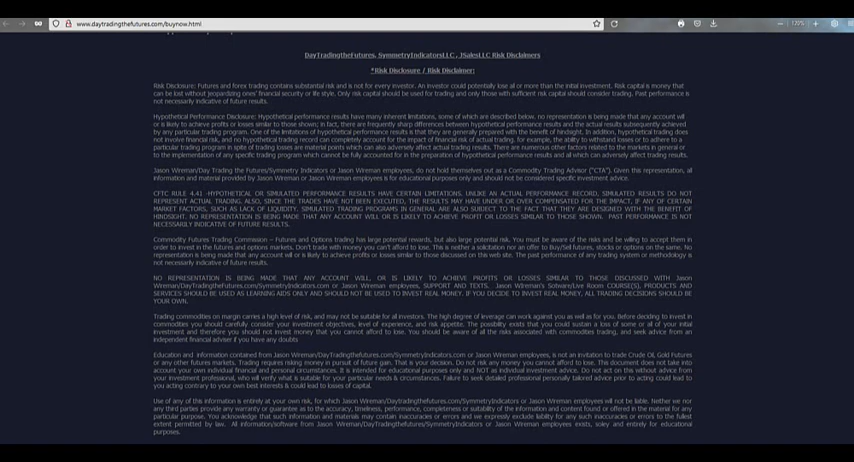 www.daytradingthefutures.com/buynow.html
120%
DayTradingtheFutures, SymmetryIndicatorsLLC, JSalesLLC Risk Disclaimers
*Risk Disclosure / Risk Disclaimer:
Risk Disclosure: Futures and forex trading contains substantial risk and is not for every investor. An investor could potentially lose all or more than the initial investment. Risk capital is money that
can be lost without jeopardizing ones' financial security or life style. Only risk capital should be used for trading and only those with sufficient risk capital should consider trading. Past performance is
not necessarily indicative of future results.
Hypothetical Performance Disclosure: Hypothetical performance results have many inherent limitations, some of which are described below. no representation is being made that any account will
or is likely to achieve profits or losses similar to those shown; in fact, there are frequently sharp differences between hypothetical performance results and the actual results subsequently achieved
by any particular trading program. One of the limitations of hypothetical performance results is that they are generally prepared with the benefit of hindsight. In addition, hypothetical trading does
not involve financial risk, and no hypothetical trading record can completely account for the impact of financial risk of actual trading. for example, the ability to withstand losses or to adhere to a
particular trading program in spite of trading losses are material points which can also adversely affect actual trading results. There are numerous other factors related to the markets in general or
to the implementation of any specific trading program which cannot be fully accounted for in the preparation of hypothetical performance results and all which can adversely affect trading results.
Jason Wireman/Day Trading the Futures/Symmetry Indicators or Jason Wireman employees, do not hold themselves out as a Commodity Trading Advisor ("CTA"). Given this representation, all
information and material provided by Jason Wireman or Jason Wireman employees is for educational purposes only and should not be considered specific investment advice.
CFTC RULE 4.41 -HYPOTHETICAL OR SIMULATED PERFORMANCE RESULTS HAVE CERTAIN LIMITATIONS. UNLIKE AN ACTUAL PERFORMANCE RECORD, SIMULATED RESULTS DO NOT
REPRESENT ACTUAL TRADING. ALSO, SINCE THE TRADES HAVE NOT BEEN EXECUTED, THE RESULTS MAY HAVE UNDER OR OVER COMPENSATED FOR THE IMPACT, IF ANY OF CERTAIN
MARKET FACTORS, SUCH AS LACK OF LIQUIDITY. SIMULATED TRADING PROGRAMS IN GENERAL ARE ALSO SUBJECT TO THE FACT THAT THEY ARE DESIGNED WITH THE BENEFIT OF
HINDSIGHT. NO REPRESENTATION IS BEING MADE THAT ANY ACCOUNT WILL OR IS LIKELY TO ACHIEVE PROFIT OR LOSSES SIMILAR TO THOSE SHOWN. PAST PERFORMANCE IS NOT
NECESSARILY INDICATIVE OF FUTURE RESULTS.
Commodity Futures Trading Commission – Futures and Options trading has large potential rewards, but also large potential risk. You must be aware of the risks and be willing to accept them in
order to invest in the futures and options markets. Don't trade with money you can't afford to lose. This is neither a solicitation nor an offer to Buy/Sell futures, stocks or options on the same. No
representation is being made that any account will or is likely to achieve profits or losses similar to those discussed on this web site. The past performance of any trading system or methodology is
not necessarily indicative of future results.
NO REPRESENTATION IS BEING MADE THAT ANY ACCOUNT WILL, OR IS LIKELY TO ACHIEVE PROFITS OR LOSSES SIMILAR TO THOSE DISCUSSED WITH Jason
Wireman/DayTradingthefutures.com/SymmetryIndicators.com or Jason Wireman employees, SUPPORT AND TEXTS. Jason Wireman's Sotware/Live Room COURSE(S), PRODUCTS AND
SERVICES SHOULD BE USED AS LEARNING AIDS ONLY AND SHOULD NOT BE USED TO INVEST REAL MONEY. IF YOU DECIDE TO INVEST REAL MONEY, ALL TRADING DECISIONS SHOULD BE
YOUR OWN.
Trading commodities on margin carries a high level of risk, and may not be suitable for all investors. The high degree of leverage can work against you as well as for you. Before deciding to invest in
commodities you should carefully consider your investment objectives, level of experience, and risk appetite. The possibility exists that you could sustain a loss of some or all of your initial
investment and therefore you should not invest money that you cannot afford to lose. You should be aware of all the risks associated with commodities trading, and seek advice from an
independent financial adviser if you have any doubts
Education and information contained from Jason Wireman/DayTradingthefutures.com/SymmetryIndicators.com or Jason Wireman employees, is not an invitation to trade Crude Oil, Gold Futures
or any other futures markets. Trading requires risking money in pursuit of future gain. That is your decision. Do not risk any money you cannot afford to lose. This document does not take into
account your own individual financial and personal circumstances. It is intended for educational purposes only and NOT as individual investment advice. Do not act on this without advice from
your investment professional, who will verify what is suitable for your particular needs & circumstances. Failure to seek detailed professional personally tailored advice prior to acting could lead to
you acting contrary to your own best interests & could lead to losses of capital.
Use of any of this information is entirely at your own risk, for which Jason Wireman/Daytradingthefutures.com/SymmetryIndicators or Jason Wireman employees will not be liable. Neither we nor
any third parties provide any warranty or guarantee as to the accuracy, timeliness, performance, completeness or suitability of the information and content found or offered in the material for any
particular purpose. You acknowledge that such information and materials may contain inaccuracies or errors and we expressly exclude liability for any such inaccuracies or errors to the fullest
extent permitted by law. All information/software from Jason Wireman/DayTradingthefutures/SymmetryIndicators or Jason Wireman employees exists, soley and entirely for educational
purposes.